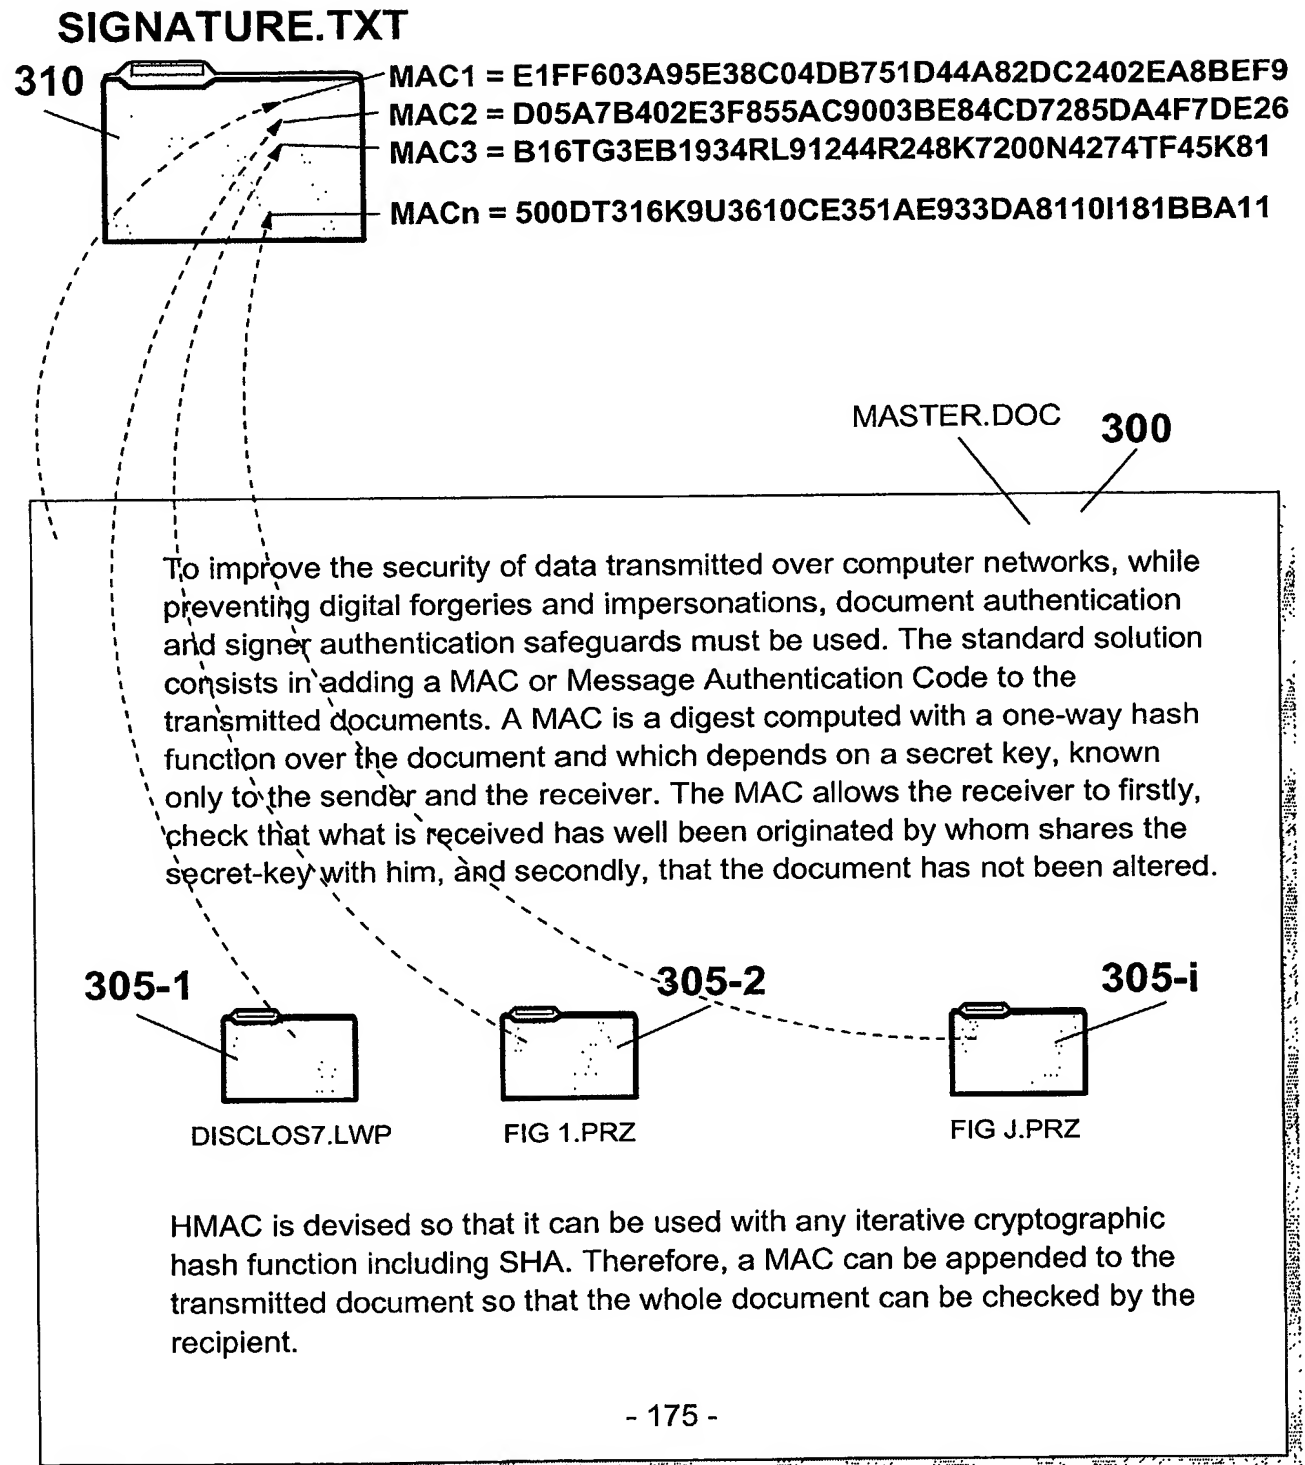 SIGNATURE.TXT
310
MAC1 = E1FF603A95E38C04DB751D44A82DC2402EA8BEF9
MAC2 = D05A7B402E3F855AC9003BE84CD7285DA4F7DE26
MAC3 = B16TG3EB1934RL91244R248K7200N4274TF45K81
MACn = 500DT316K9U3610CE351AE933DA8110I181BBA11
MASTER.DOC
300
To improve the security of data transmitted over computer networks, while
preventing digital forgeries and impersonations, document authentication
and signer authentication safeguards must be used. The standard solution
consists in adding a MAC or Message Authentication Code to the
transmitted documents. A MAC is a digest computed with a one-way hash
function over the document and which depends on a secret key, known
only to the sender and the receiver. The MAC allows the receiver to firstly,
check that what is received has well been originated by whom shares the
secret-key with him, and secondly, that the document has not been altered.
305-1
305-2
305-i
DISCLOS7.LWP
FIG 1.PRZ
FIG J.PRZ
HMAC is devised so that it can be used with any iterative cryptographic
hash function including SHA. Therefore, a MAC can be appended to the
transmitted document so that the whole document can be checked by the
recipient.
- 175 -